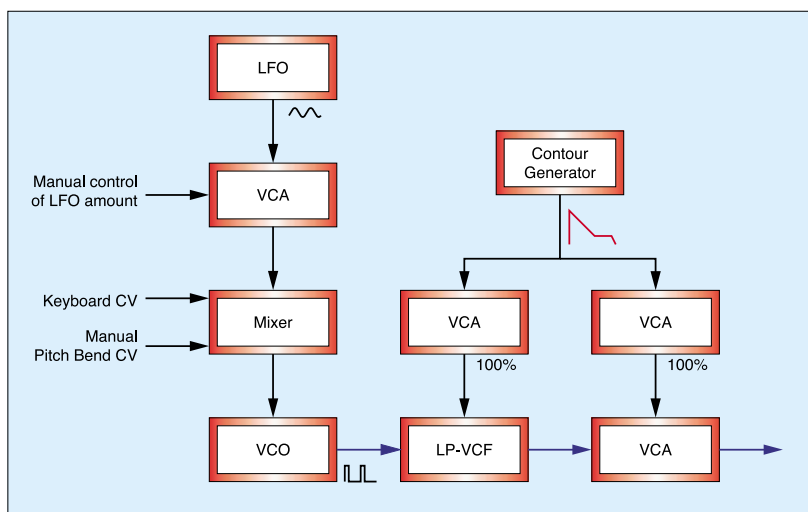 LFO
Contour
Generator
Manual control
of LFO amount
VCA
Keyboard CV
Manual
Pitch Bend CV
Mixer
VCA
VCA
100%
100%
VCO
LP-VCF
VCA